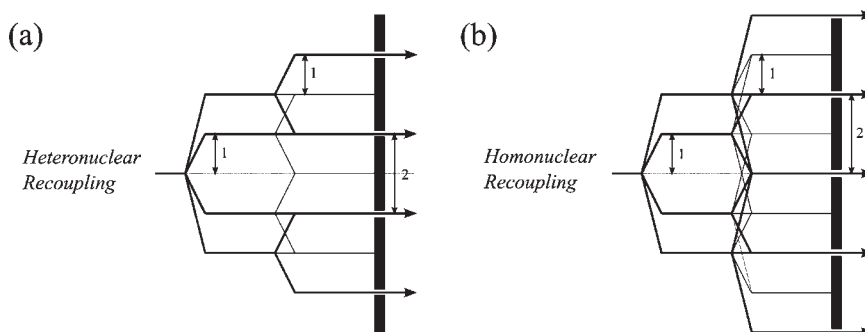 (a)
1
Heteronuclear
Recoupling
1
2
(b)
1
2
Homonuclear
Recoupling
1